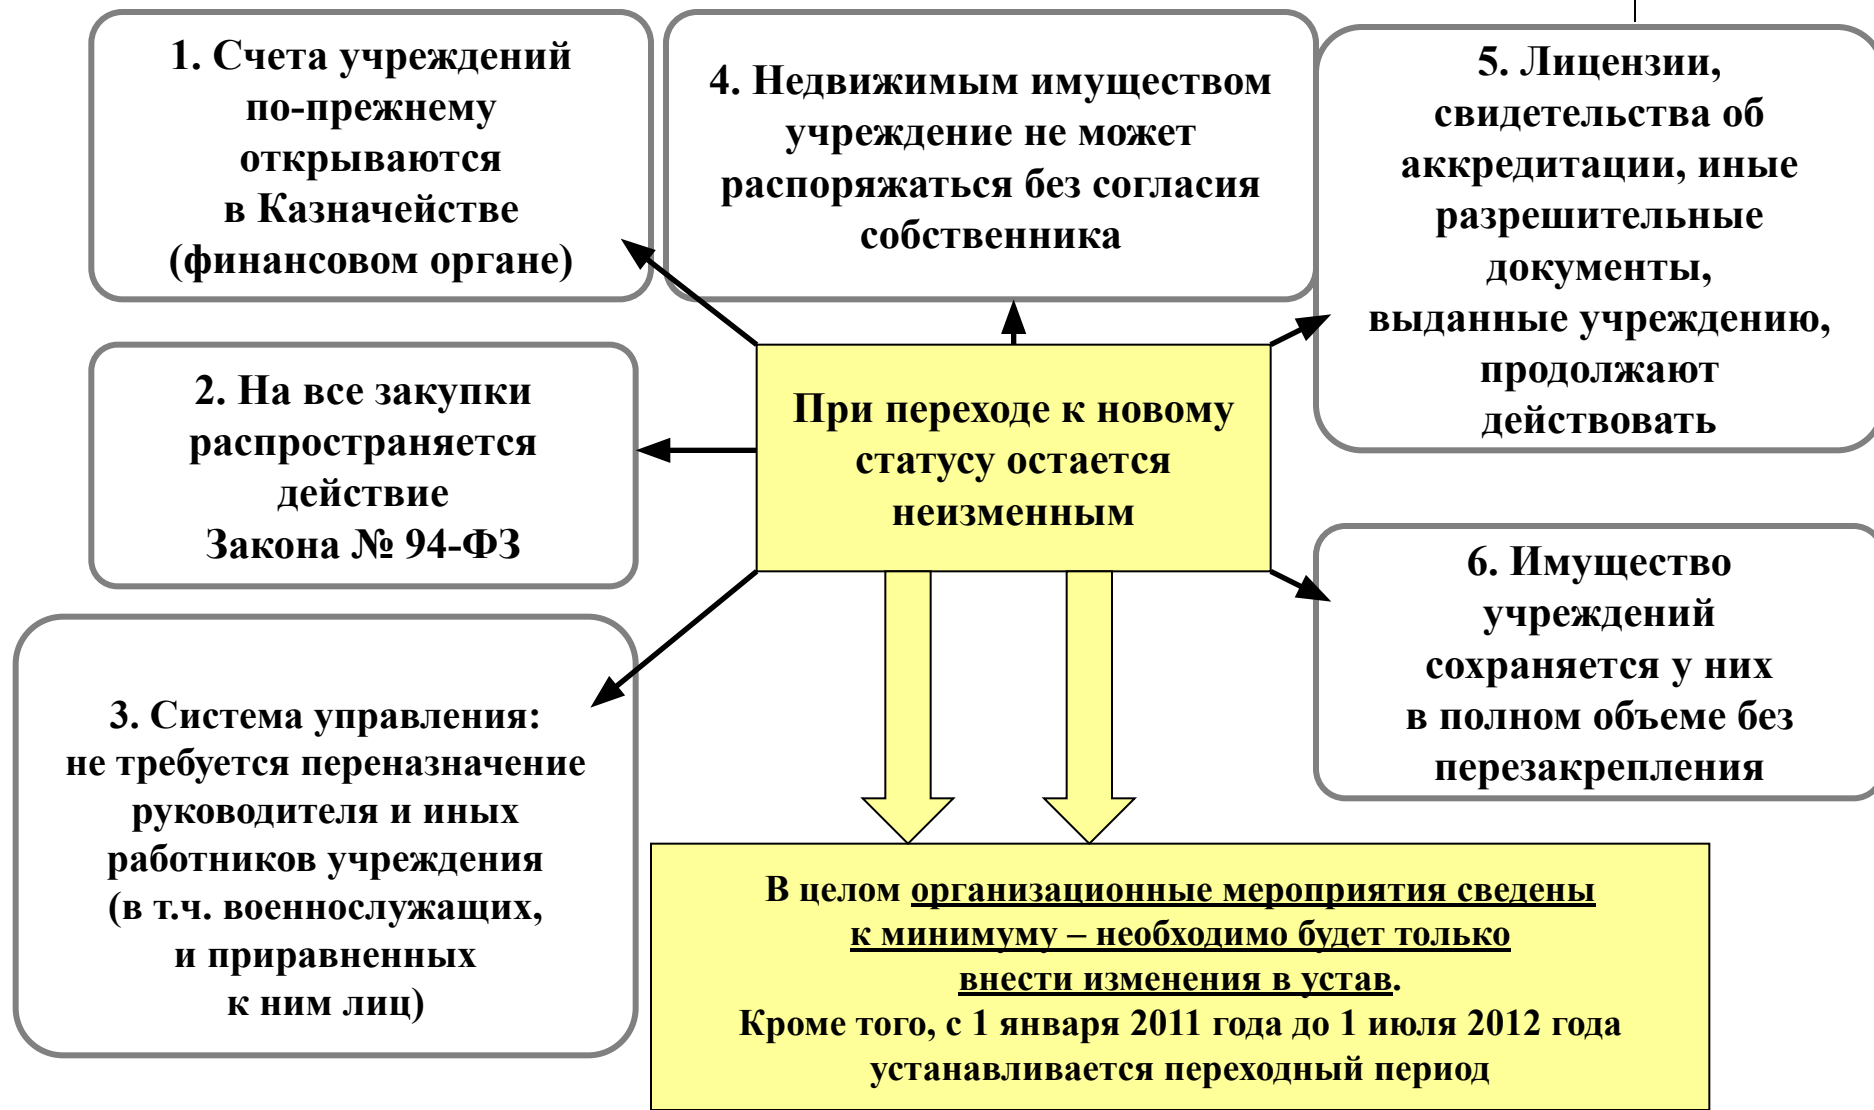 1. Счета учреждений
по-прежнему
открываются
в Казначействе
(финансовом органе)
2. На все закупки
распространяется
действие
Закона № 94-ФЗ
3. Система управления:
не требуется переназначение
руководителя и иных
работников учреждения
(в т.ч. военнослужащих,
и приравненных
к ним лиц)
4. Недвижимым имуществом
учреждение не может
распоряжаться без согласия
собственника
При переходе к новому
статусу остается
неизменным
5. Лицензии,
свидетельства об
аккредитации, иные
разрешительные
документы,
выданные учреждению,
продолжают
действовать
6. Имущество
учреждений
сохраняется у них
в полном объеме без
перезакрепления
В целом организационные мероприятия сведены
к минимуму – необходимо будет только
внести изменения в устав.
Кроме того, с 1 января 2011 года до 1 июля 2012 года
устанавливается переходный период